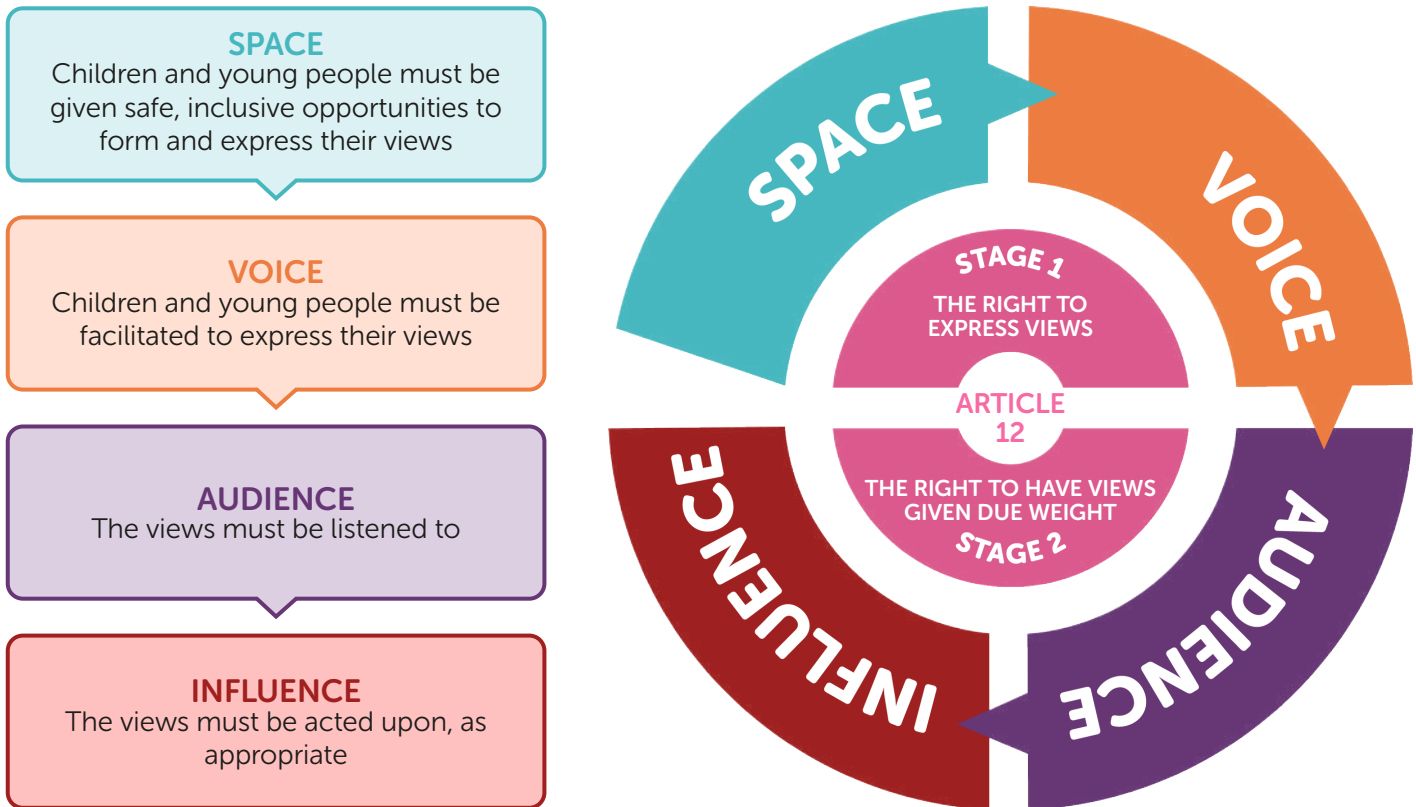 SPACE
Children and young people must be
given safe, inclusive opportunities to
form and express their views
VOICE
Children and young people must be
facilitated to express their views
AUDIENCE
The views must be listened to
INFLUENCE
The views must be acted upon, as
appropriate
SPACE
VOICE
AUDIENCE
INFLUENCE
STAGE 1
THE RIGHT TO
EXPRESS VIEWS
ARTICLE
12
THE RIGHT TO HAVE VIEWS
GIVEN DUE WEIGHT
STAGE 2